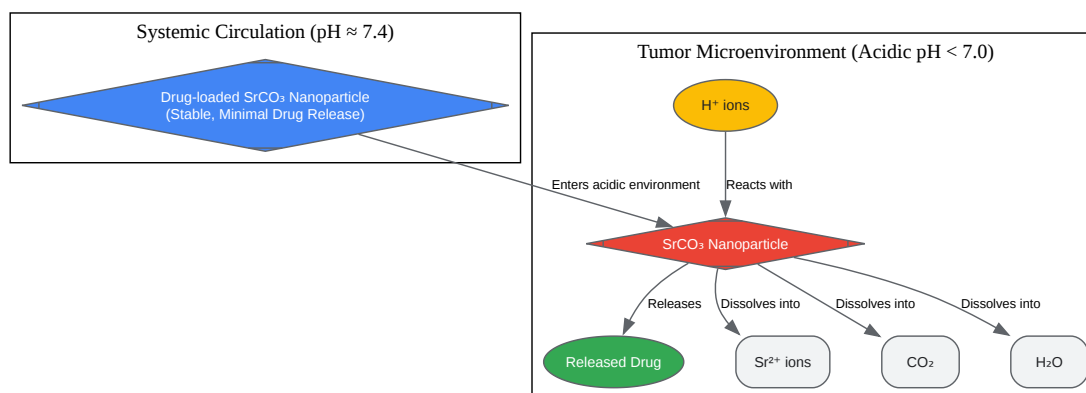 Systemic Circulation (pH ≈ 7.4)
Drug-loaded SrCO₃ Nanoparticle
(Stable, Minimal Drug Release)
Tumor Microenvironment (Acidic pH < 7.0)
H⁺ ions
Enters acidic environment
Reacts with
SrCO₃ Nanoparticle
Releases
Dissolves into
Dissolves into
Dissolves into
Released Drug
Sr²⁺ ions
CO₂
H₂O